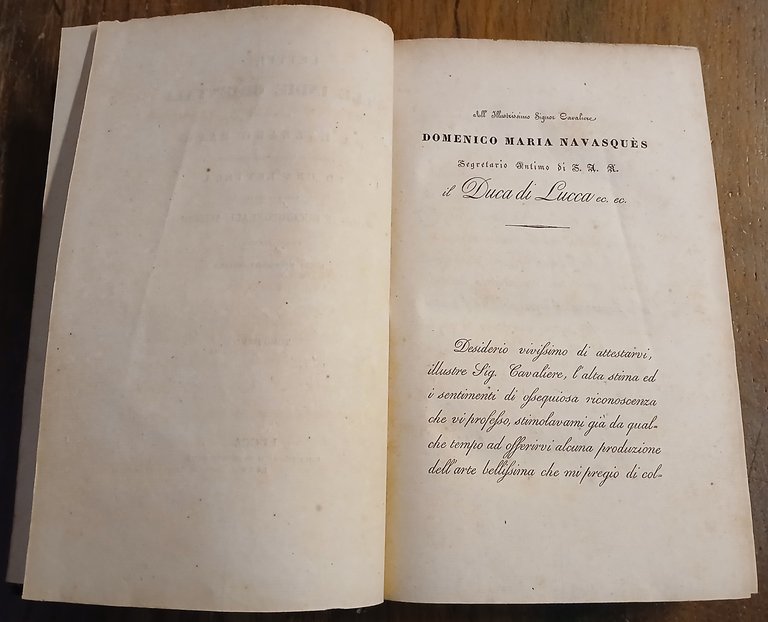 All' Illustrissimo Signor Cavaliere
DOMENICO MARIA NAVASQUÈS
Segretario Intimo di S. A. R.
il Duca di Lucca ec. ec.
Desiderio vivissimo di attestarvi,
illustre Sig. Cavaliere, l'alta stima ed
i sentimenti di ossequiosa riconoscenza
che vi professo, stimolavami già da qual-
che tempo ad offerirvi alcuna produzione
dell'arte bellissima che mi pregio di col-